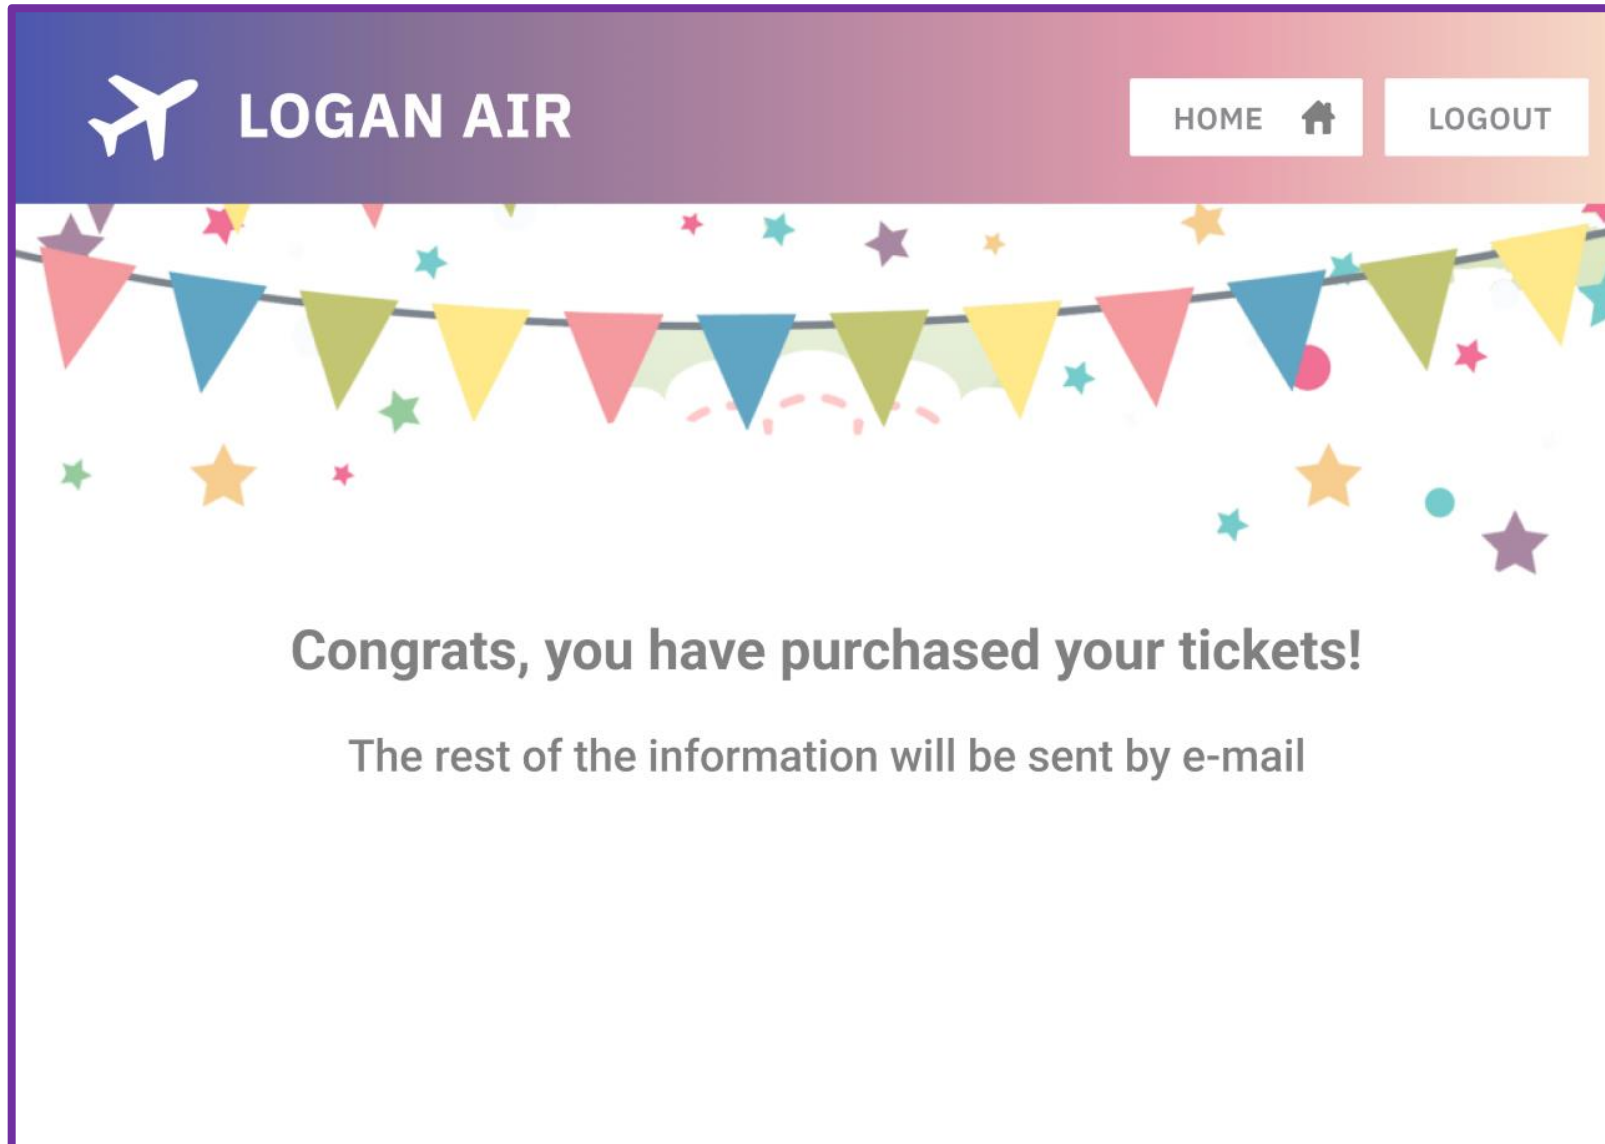 LOGAN AIR
HOME
LOGOUT
Congrats, you have purchased your tickets!
The rest of the information will be sent by e-mail